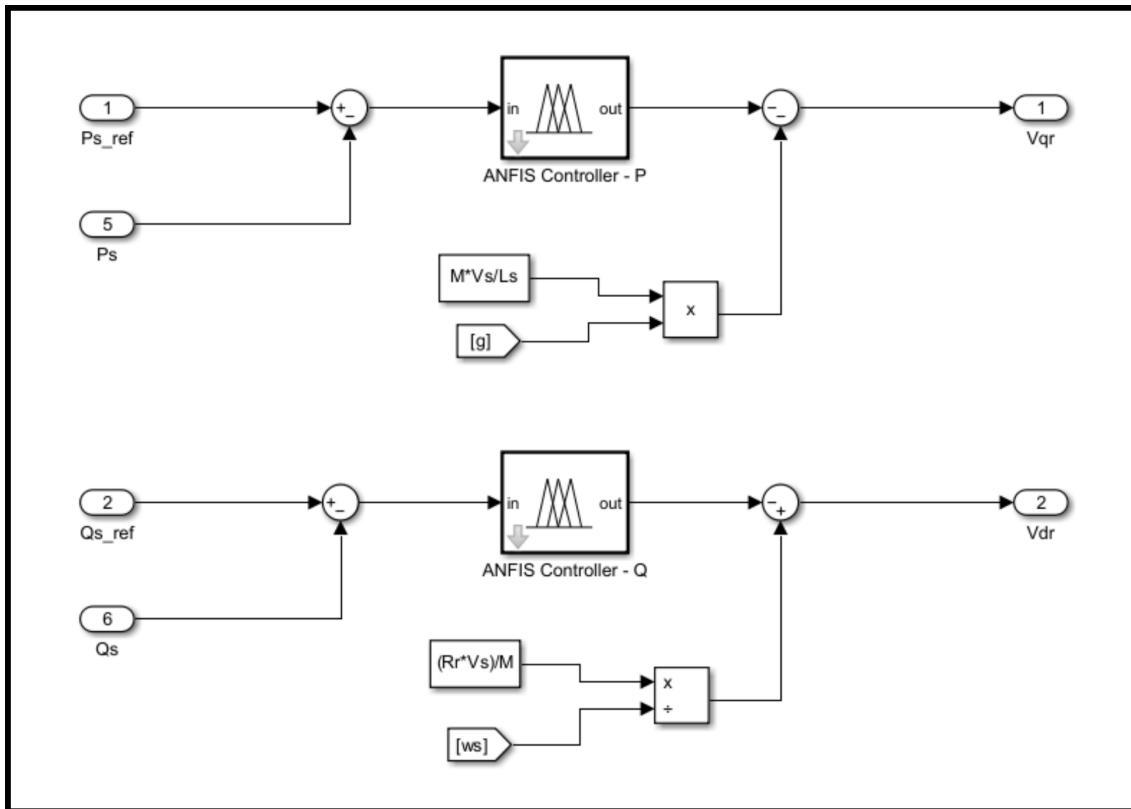 1
Ps_ref
+
−
in
out
ANFIS Controller - P
−
−
1
Vqr
5
Ps
M*Vs/Ls
[g]
x
2
Qs_ref
+
−
in
out
ANFIS Controller - Q
−
+
2
Vdr
6
Qs
(Rr*Vs)/M
[ws]
x
÷